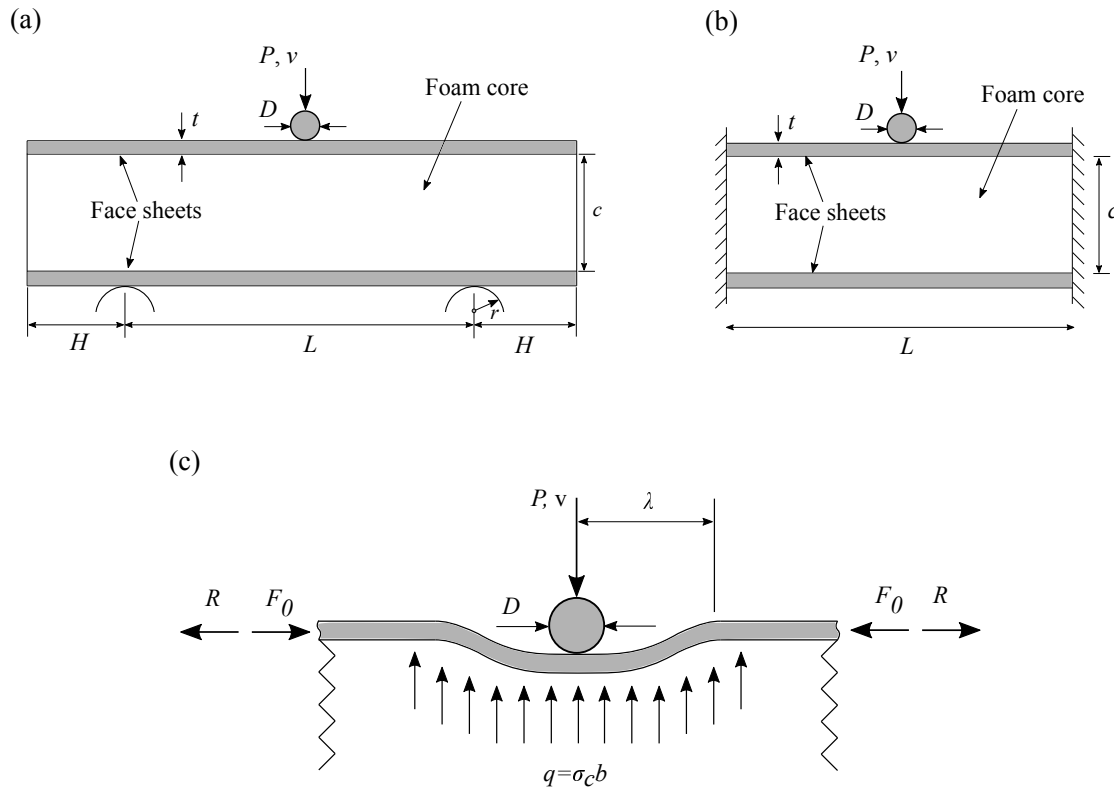 (a)
P, v
D
t
Foam core
Face sheets
c
r
H
L
H
(b)
P, v
D
t
Foam core
Face sheets
c
L
(c)
P, v
λ
D
R
F0
F0
R
q=σcb